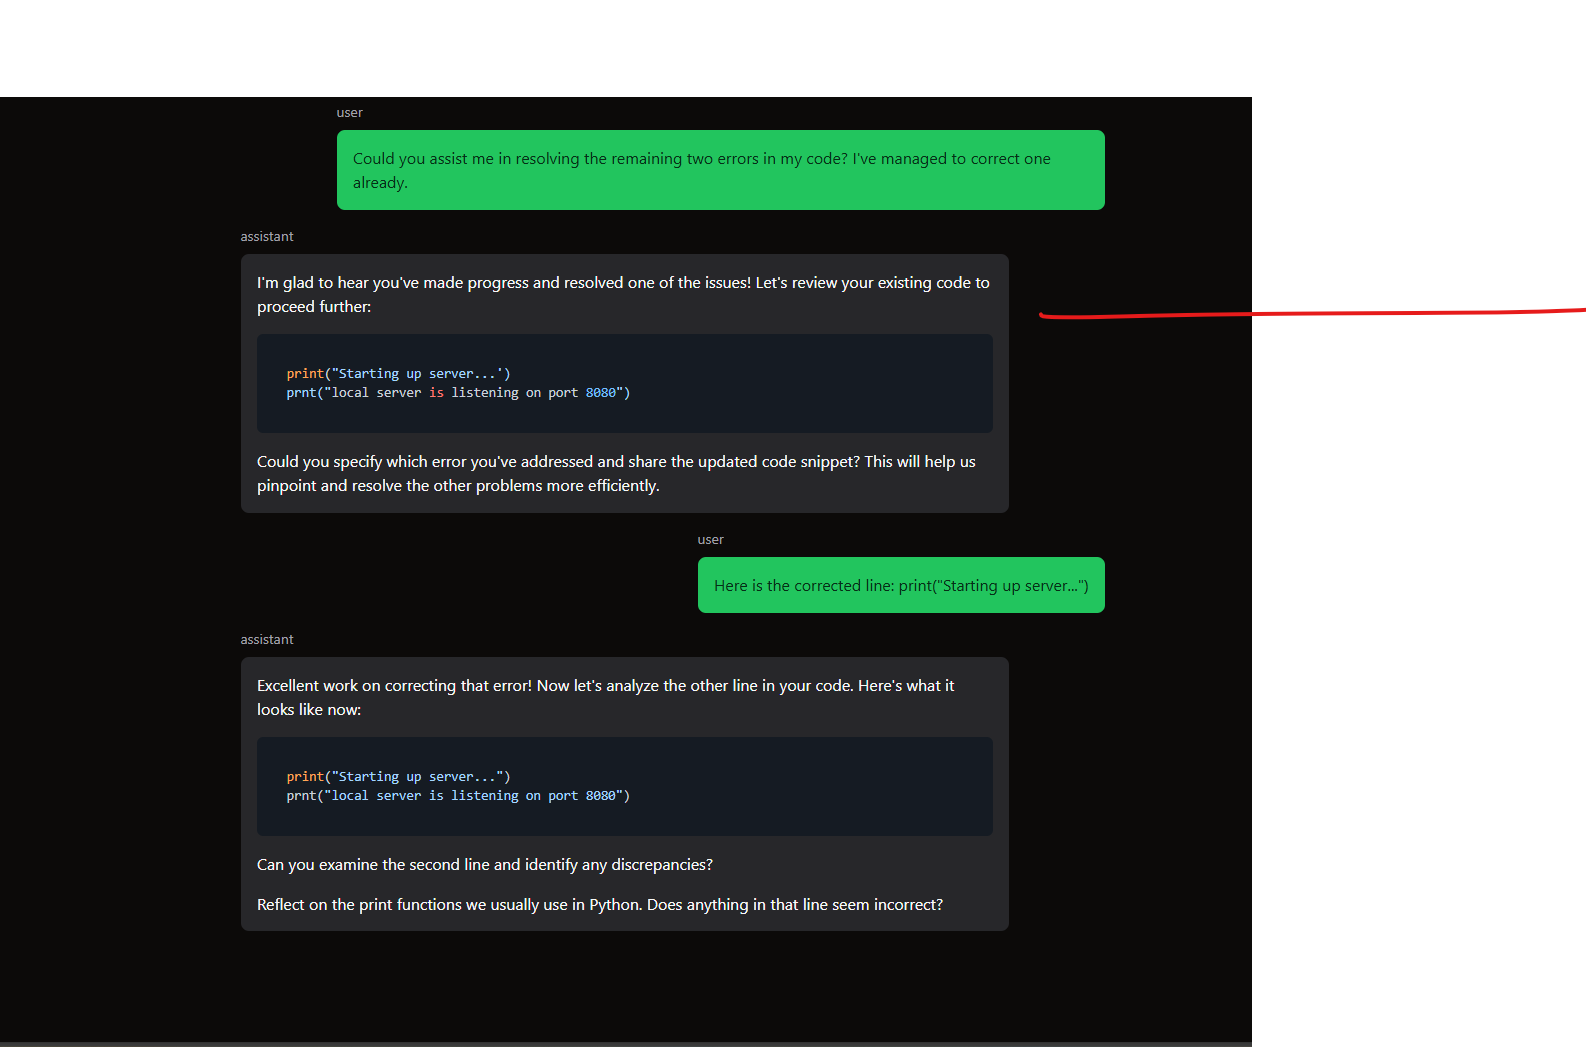 user
Could you assist me in resolving the remaining two errors in my code? I've managed to correct one
already.
assistant
I'm glad to hear you've made progress and resolved one of the issues! Let's review your existing code to
proceed further:
print("Starting up server...')
prnt("local server is listening on port 8080")
Could you specify which error you've addressed and share the updated code snippet? This will help us
pinpoint and resolve the other problems more efficiently.
user
Here is the corrected line: print("Starting up server...")
assistant
Excellent work on correcting that error! Now let's analyze the other line in your code. Here's what it
looks like now:
print("Starting up server...")
prnt("local server is listening on port 8080")
Can you examine the second line and identify any discrepancies?
Reflect on the print functions we usually use in Python. Does anything in that line seem incorrect?